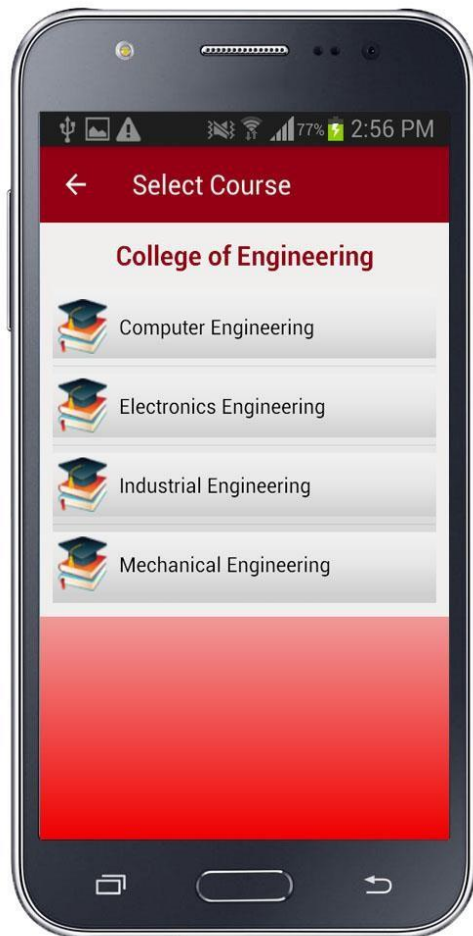 77% 2:56 PM
Select Course
College of Engineering
Computer Engineering
Electronics Engineering
Industrial Engineering
Mechanical Engineering